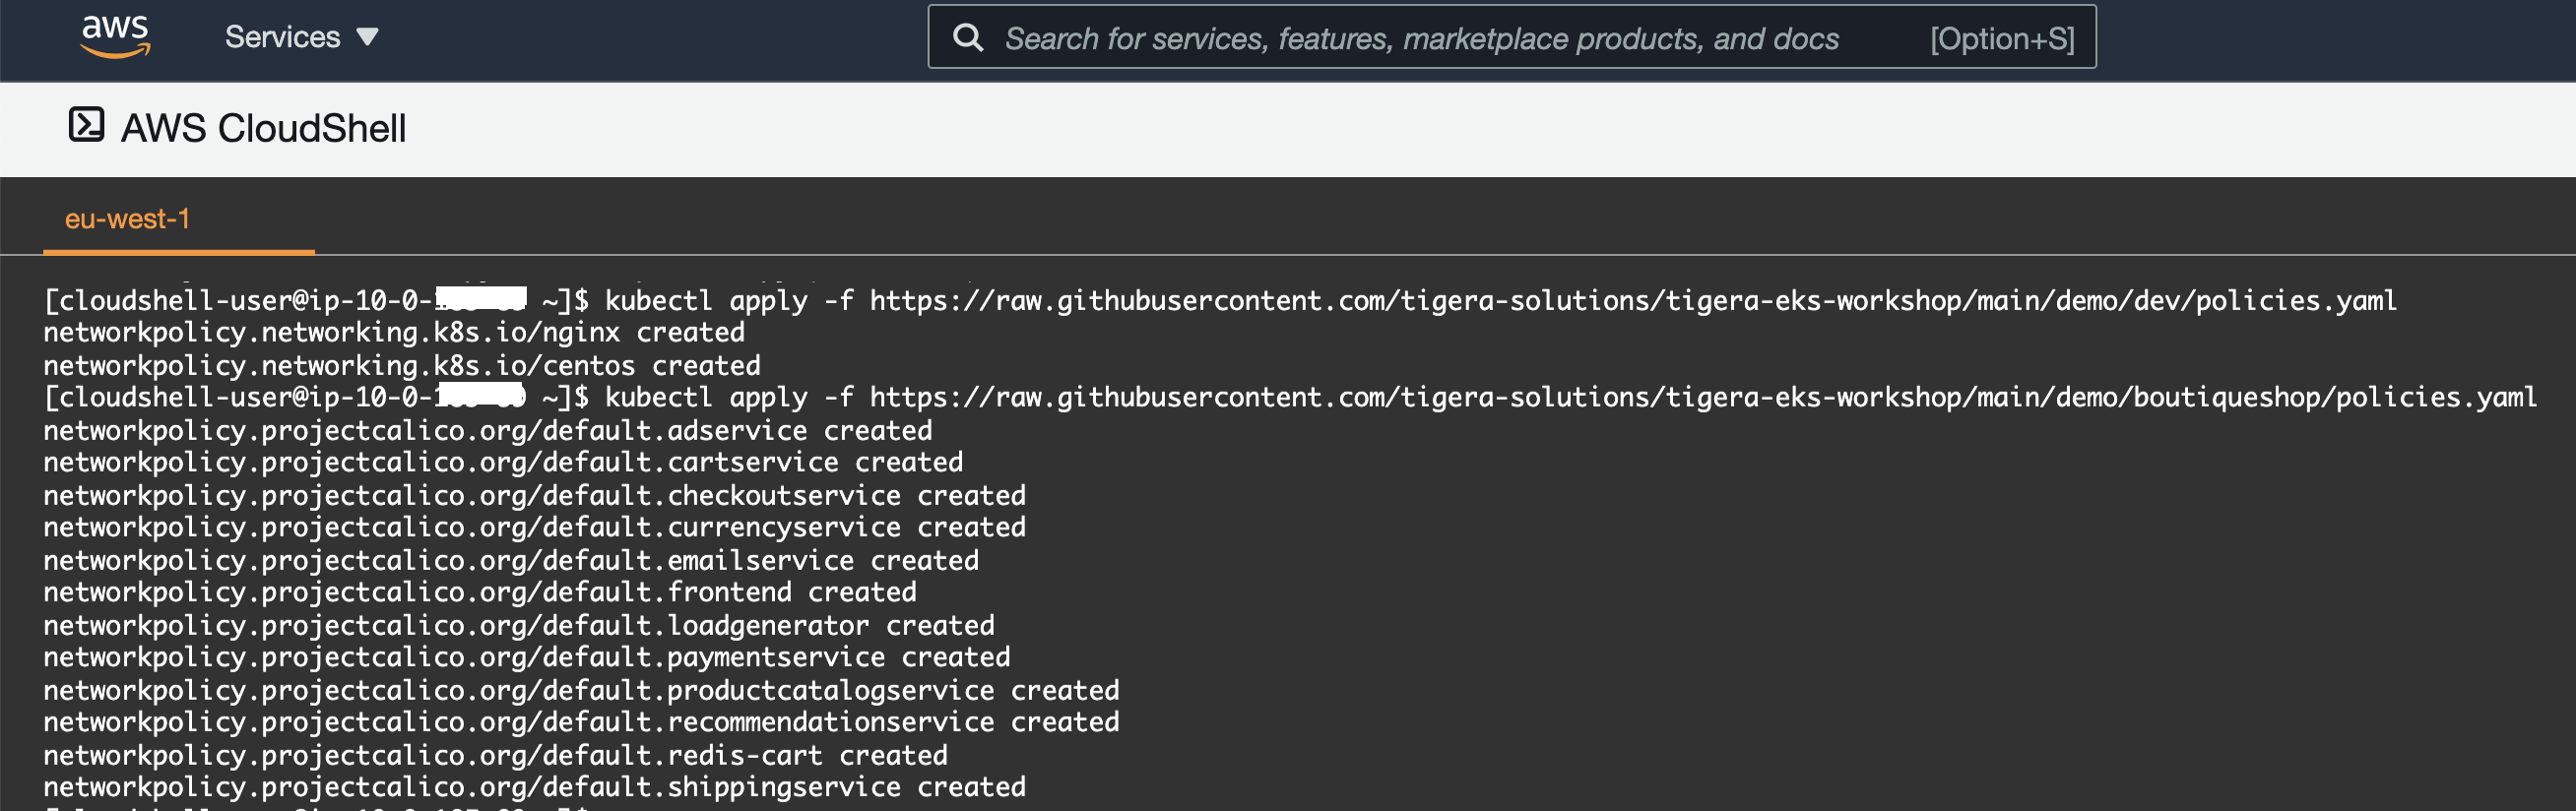 aws Services Search for services, features, marketplace products, and docs [Option+S]
AWS CloudShell
eu-west-1
[cloudshell-user@ip-10-0- ~]$ kubectl apply -f https://raw.githubusercontent.com/tigera-solutions/tigera-eks-workshop/main/demo/dev/policies.yaml
networkpolicy.networking.k8s.io/nginx created
networkpolicy.networking.k8s.io/centos created
[cloudshell-user@ip-10-0- ~]$ kubectl apply -f https://raw.githubusercontent.com/tigera-solutions/tigera-eks-workshop/main/demo/boutiqueshop/policies.yaml
networkpolicy.projectcalico.org/default.adservice created
networkpolicy.projectcalico.org/default.cartservice created
networkpolicy.projectcalico.org/default.checkoutservice created
networkpolicy.projectcalico.org/default.currencyservice created
networkpolicy.projectcalico.org/default.emailservice created
networkpolicy.projectcalico.org/default.frontend created
networkpolicy.projectcalico.org/default.loadgenerator created
networkpolicy.projectcalico.org/default.paymentservice created
networkpolicy.projectcalico.org/default.productcatalogservice created
networkpolicy.projectcalico.org/default.recommendationservice created
networkpolicy.projectcalico.org/default.redis-cart created
networkpolicy.projectcalico.org/default.shippingservice created